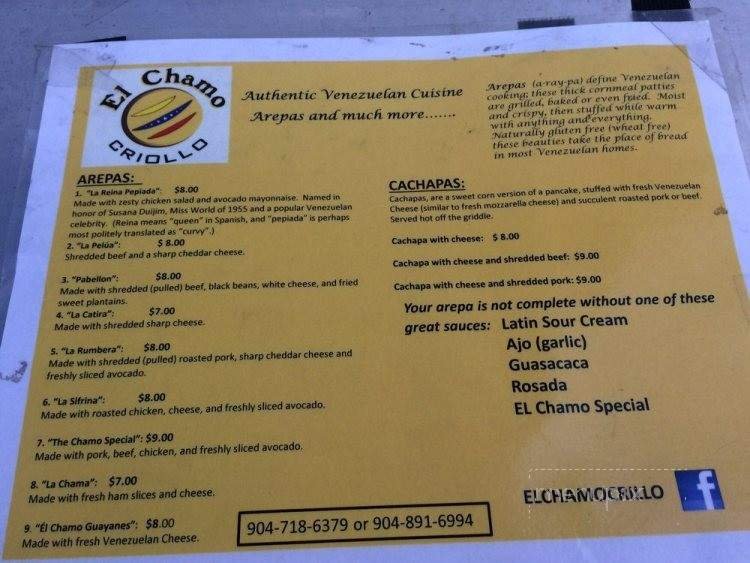 El Chamo
CRIOLLO
Authentic Venezuelan Cuisine
Arepas and much more.......
Arepas (a-ray-pa) define Venezuelan
cooking; these thick cornmeal patties
are grilled, baked or even fried. Moist
and crispy, then stuffed while warm
with anything and everything.
Naturally gluten free (wheat free)
these beauties take the place of bread
in most Venezuelan homes.
AREPAS:
1. "La Reina Pepiada": $8.00
Made with zesty chicken salad and avocado mayonnaise. Named in
honor of Susana Duijim, Miss World of 1955 and a popular Venezuelan
celebrity. (Reina means "queen" in Spanish, and "pepiada" is perhaps
most politely translated as "curvy".)
2. "La Pelúa": $ 8.00
Shredded beef and a sharp cheddar cheese.
3. "Pabellon": $8.00
Made with shredded (pulled) beef, black beans, white cheese, and fried
sweet plantains.
4. "La Catira": $7.00
Made with shredded sharp cheese.
5. "La Rumbera": $8.00
Made with shredded (pulled) roasted pork, sharp cheddar cheese and
freshly sliced avocado.
6. "La Sifrina": $8.00
Made with roasted chicken, cheese, and freshly sliced avocado.
7. "The Chamo Special": $9.00
Made with pork, beef, chicken, and freshly sliced avocado.
8. "La Chama": $7.00
Made with fresh ham slices and cheese.
9. "Él Chamo Guayanes": $8.00
Made with fresh Venezuelan Cheese.
CACHAPAS:
Cachapas, are a sweet corn version of a pancake, stuffed with fresh Venezuelan
Cheese (similar to fresh mozzarella cheese) and succulent roasted pork or beef.
Served hot off the griddle.
Cachapa with cheese: $ 8.00
Cachapa with cheese and shredded beef: $9.00
Cachapa with cheese and shredded pork: $9.00
Your arepa is not complete without one of these
great sauces: Latin Sour Cream
Ajo (garlic)
Guasacaca
Rosada
EL Chamo Special
ELCHAMOCRILLO f
904-718-6379 or 904-891-6994